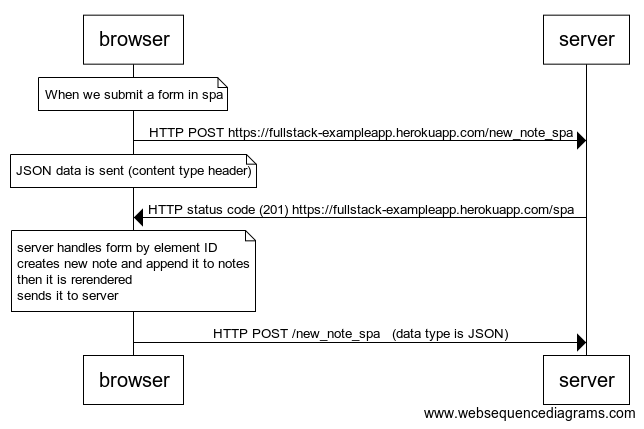 browser
server
When we submit a form in spa
HTTP POST https://fullstack-exampleapp.herokuapp.com/new_note_spa
JSON data is sent (content type header)
HTTP status code (201) https://fullstack-exampleapp.herokuapp.com/spa
server handles form by element ID
creates new note and append it to notes
then it is rerendered
sends it to server
HTTP POST /new_note_spa (data type is JSON)
browser
server
www.websequencediagrams.com